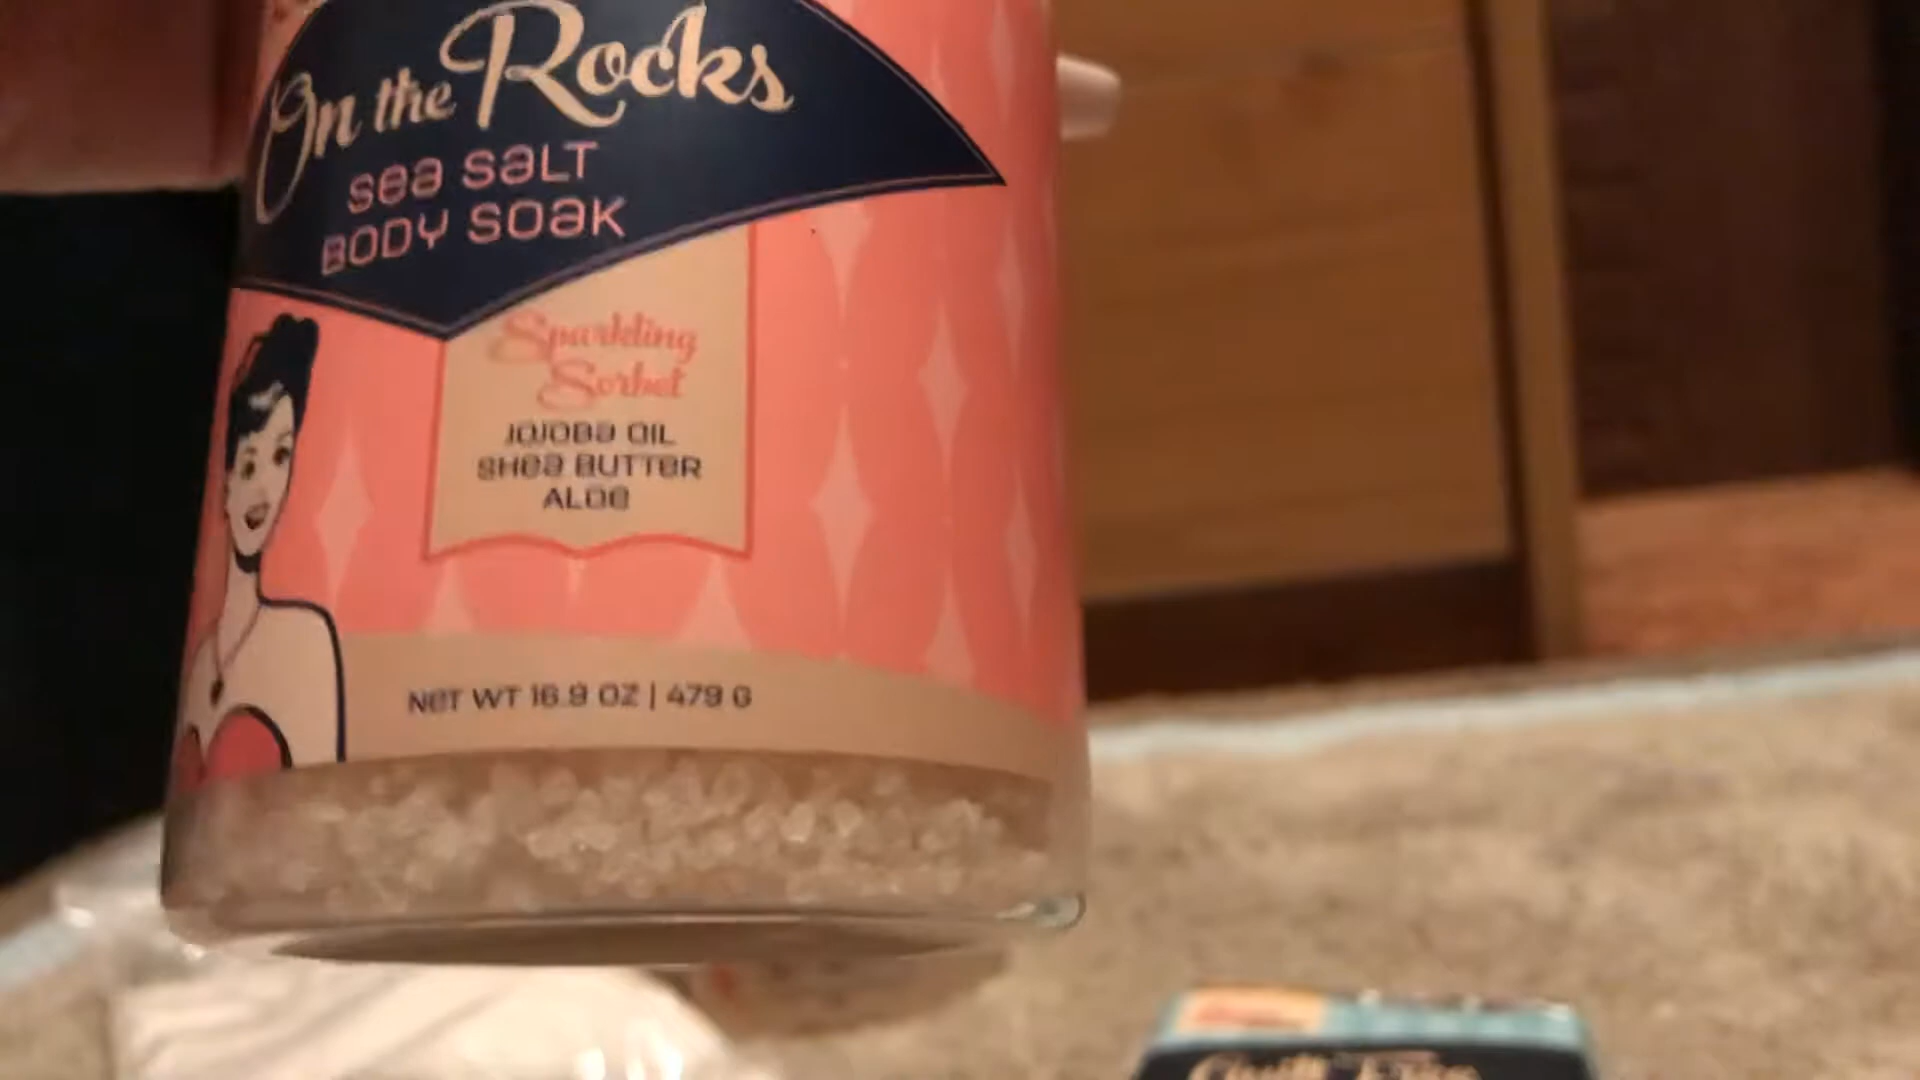 On the Rocks
sea salt
body soak
Sparkling
Sorbet
jojoba oil
shea butter
aloe
Net WT 16.9 OZ | 479 G